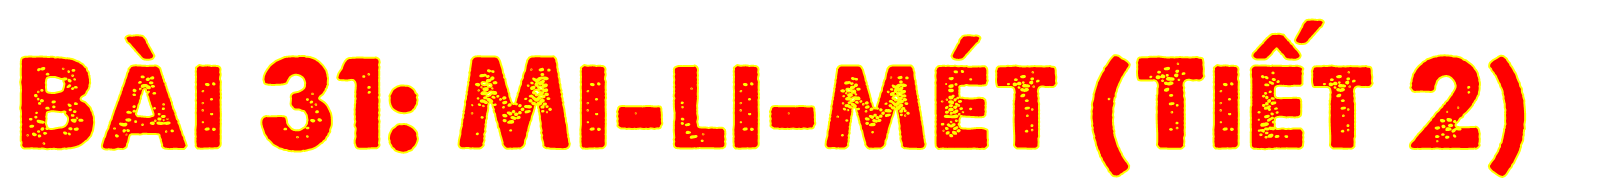 BÀI 31: MI-LI-MÉT (TIẾT 2)